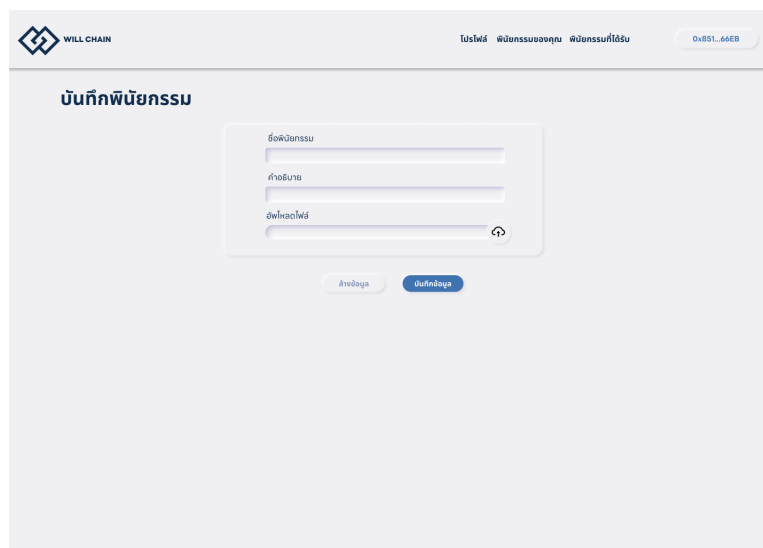 WILL CHAIN
โปรไฟล์ พินัยกรรมของคุณ พินัยกรรมที่ได้รับ 0x851...66EB
บันทึกพินัยกรรม
ชื่อพินัยกรรม
คำอธิบาย
อัพโหลดไฟล์
ล้างข้อมูล บันทึกข้อมูล